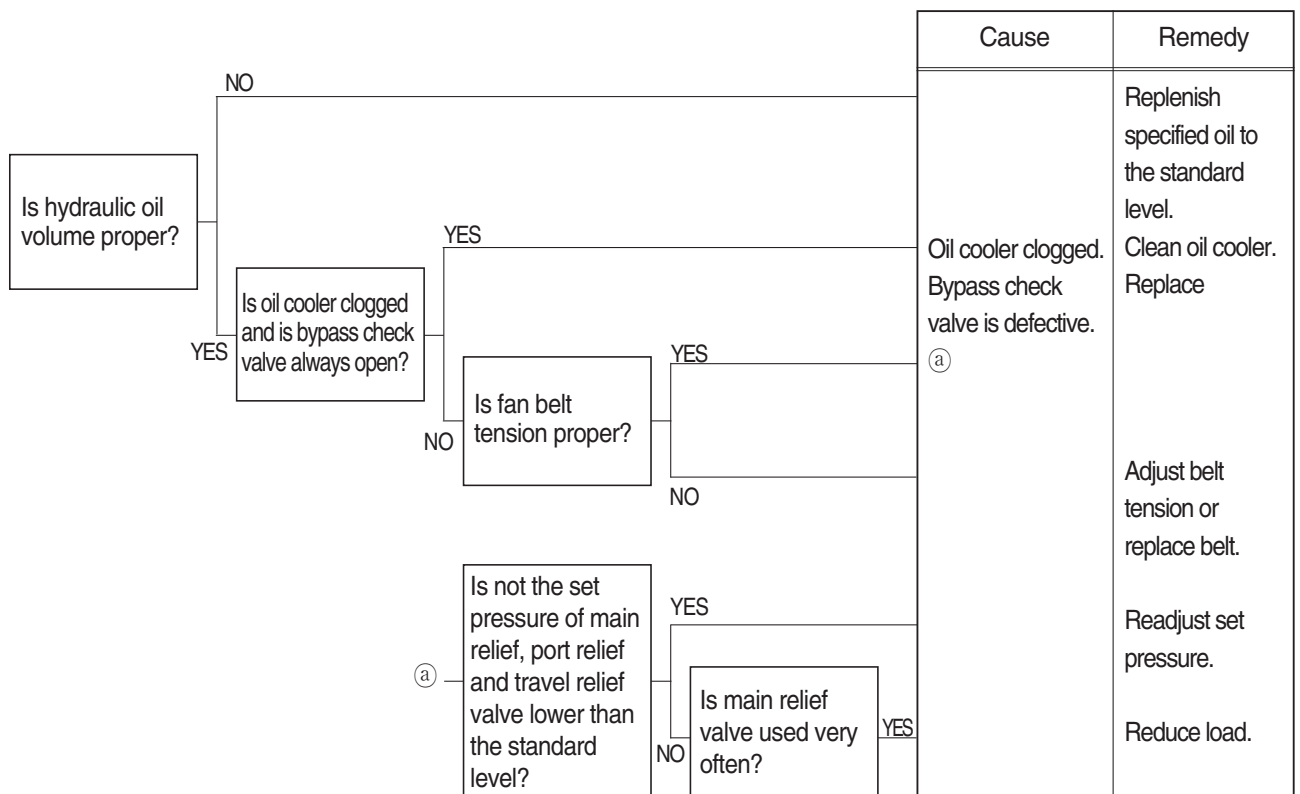 Cause
Remedy
NO
Replenish
specified oil to
the standard
level.
Is hydraulic oil
volume proper?
YES
Oil cooler clogged.
Clean oil cooler.
Bypass check
Replace
valve is defective.
Is oil cooler clogged
and is bypass check
valve always open?
YES
YES
ⓐ
Is fan belt
tension proper?
NO
NO
Adjust belt
tension or
replace belt.
Is not the set
pressure of main
relief, port relief
and travel relief
valve lower than
the standard
level?
ⓐ
YES
Readjust set
pressure.
NO
Is main relief
valve used very
often?
YES
Reduce load.